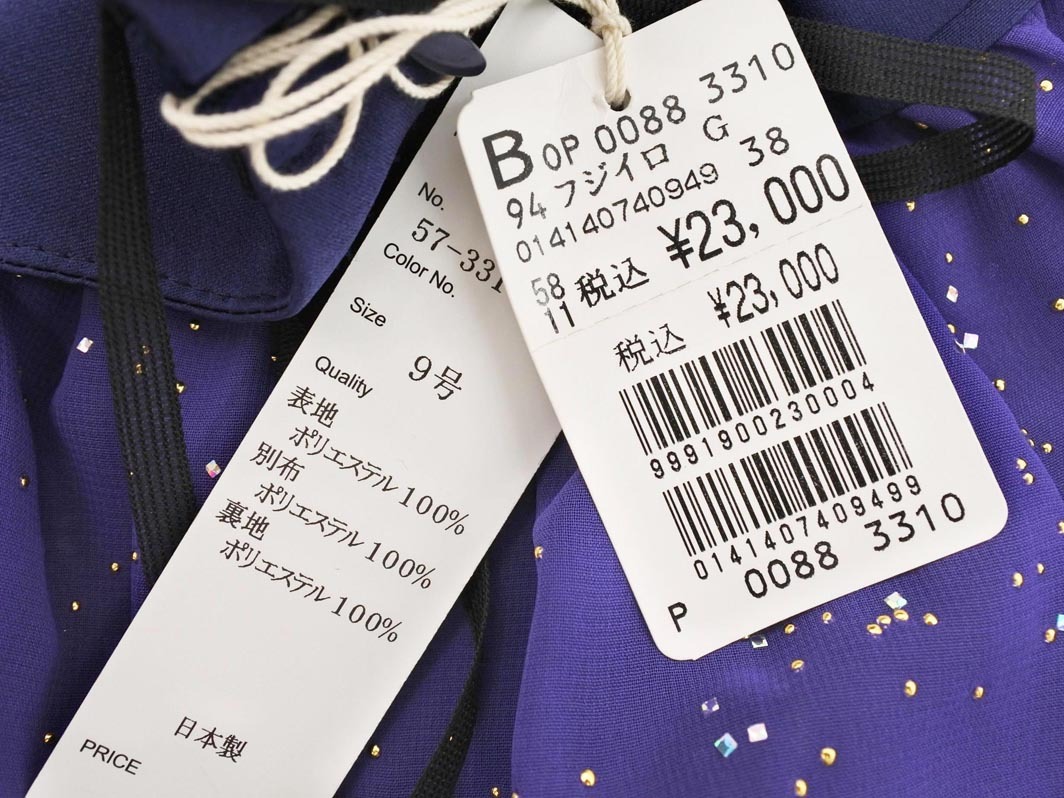 No.
57-331
Color No.
Size
9号
Quality
表地
ポリエステル100%
別布
ポリエステル100%
裏地
ポリエステル100%
日本製
PRICE
B OP 0088 3310
94 フジイロ G
01414074094９ 38
58
11 税込 ¥23,000
税込 ¥23,000
9991900230004
0141407409499
P 0088 3310